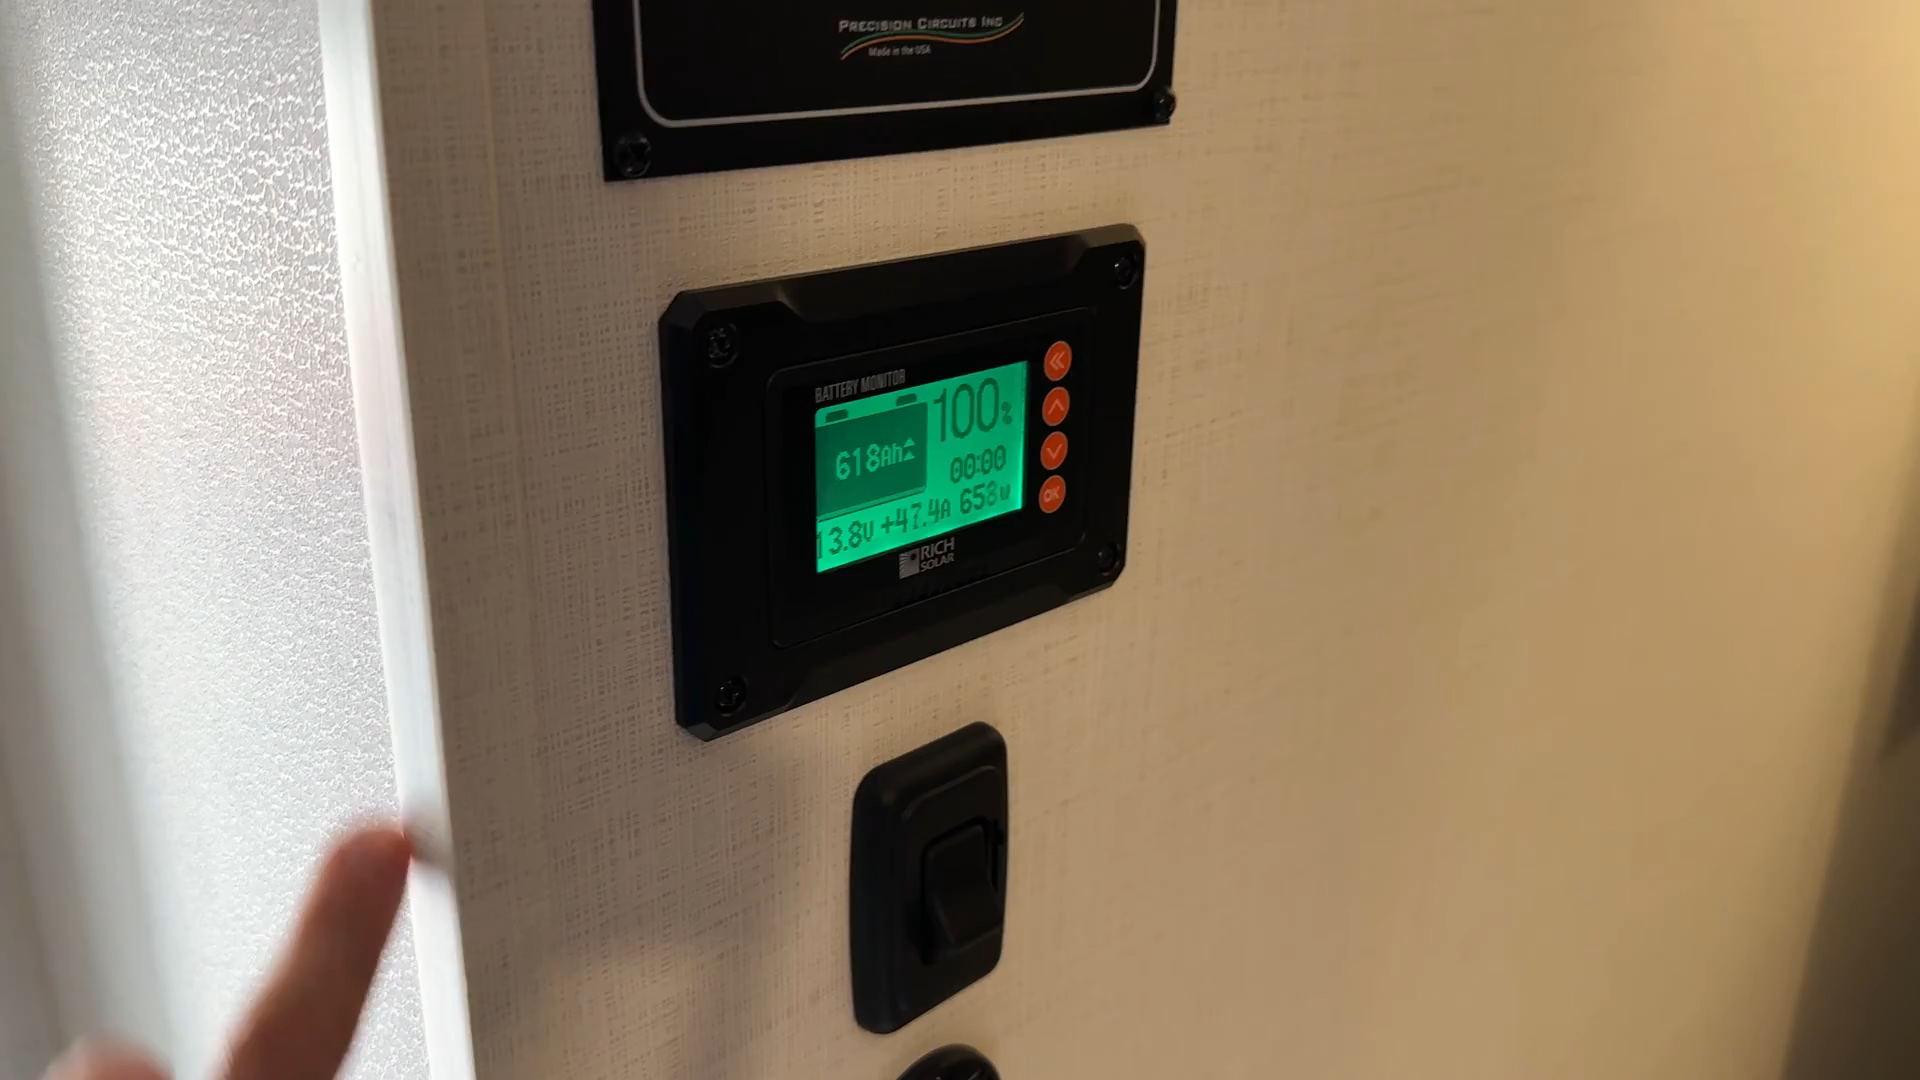 PRECISION CIRCUITS INC
Made in the USA
BATTERY MONITOR
100%
618Ah
00:00
13.8V +47.4A 658W
OK
RICH
SOLAR